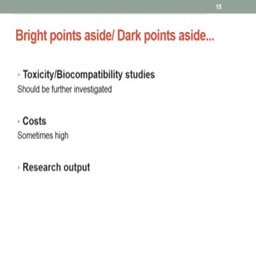 15
Bright points aside/ Dark points aside...
• Toxicity/Biocompatibility studies
Should be further investigated
• Costs
Sometimes high
• Research output